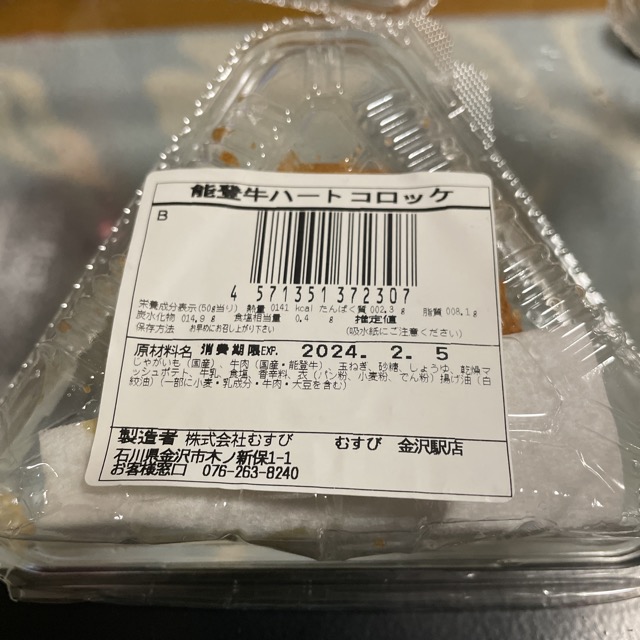 能登牛ハートコロッケ
B
4 571351 372307
栄養成分表示(50g当り) 熱量 0141 kcal たんぱく質 002.3 g 脂質 008.1 g
炭水化物 014.9 g 食塩相当量 0.4 g 推定値
保存方法 お早めにお召し上がり下さい (吸水紙にご注意ください)
原材料名 消費期限EXP. 2024. 2. 5
じゃがいも(国産)、牛肉(国産・能登牛)、玉ねぎ、砂糖、しょうゆ、乾燥マ
ッシュポテト、牛乳、食塩、香辛料、衣(パン粉、小麦粉、でん粉)揚げ油(白
絞油)(一部に小麦・乳成分・牛肉・大豆を含む)
製造者 株式会社むすび むすび 金沢駅店
石川県金沢市木ノ新保1-1
お客様窓口 076-263-8240